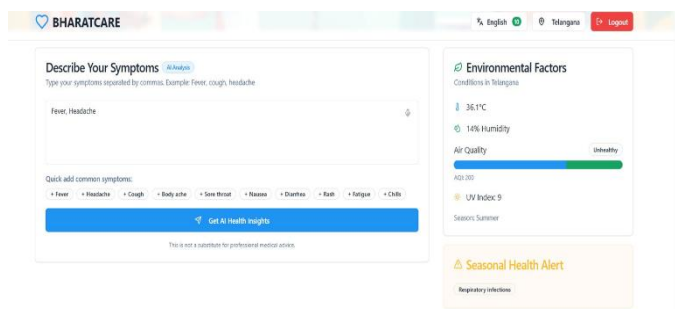 BHARATCARE
English 10
Telangana
Logout
Describe Your Symptoms AI Analysis
Type your symptoms separated by commas. Example: Fever, cough, headache
Fever, Headache
Quick add common symptoms:
+ Fever + Headache + Cough + Body ache + Sore throat + Nausea + Diarrhea + Rash + Fatigue + Chills
Get AI Health Insights
This is not a substitute for professional medical advice.
Environmental Factors
Conditions in Telangana
36.1°C
14% Humidity
Air Quality Unhealthy
AQI: 200
UV Index: 9
Season: Summer
Seasonal Health Alert
Respiratory infections